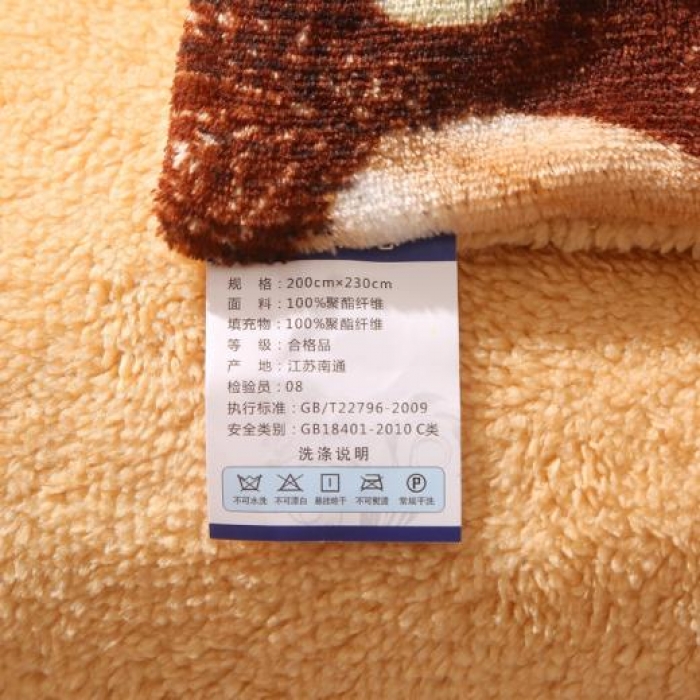 规 格：200cm×230cm
面 料：100%聚酯纤维
填充物：100%聚酯纤维
等 级：合格品
产 地：江苏南通
检验员：08
执行标准：GB/T22796-2009
安全类别：GB18401-2010 C类
洗涤说明
P
不可水洗 不可漂白 悬挂晾干 不可熨烫 常规干洗